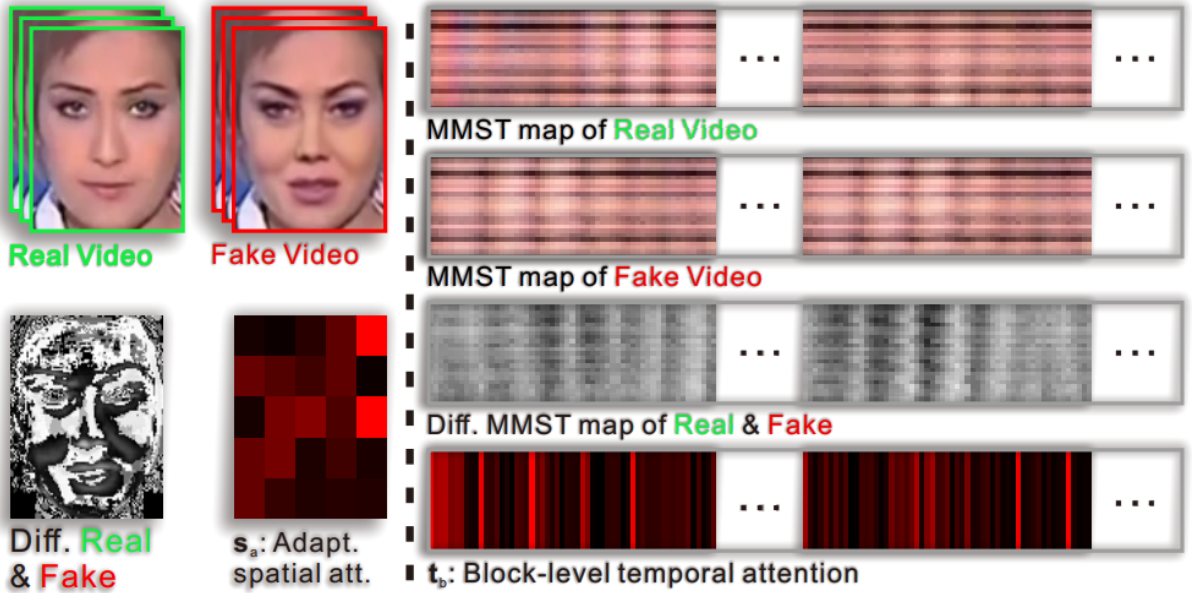 Real Video
Fake Video
Diff. Real
& Fake
sₐ: Adapt.
spatial att.
...
...
MMST map of Real Video
...
...
MMST map of Fake Video
...
...
Diff. MMST map of Real & Fake
...
...
t_b: Block-level temporal attention